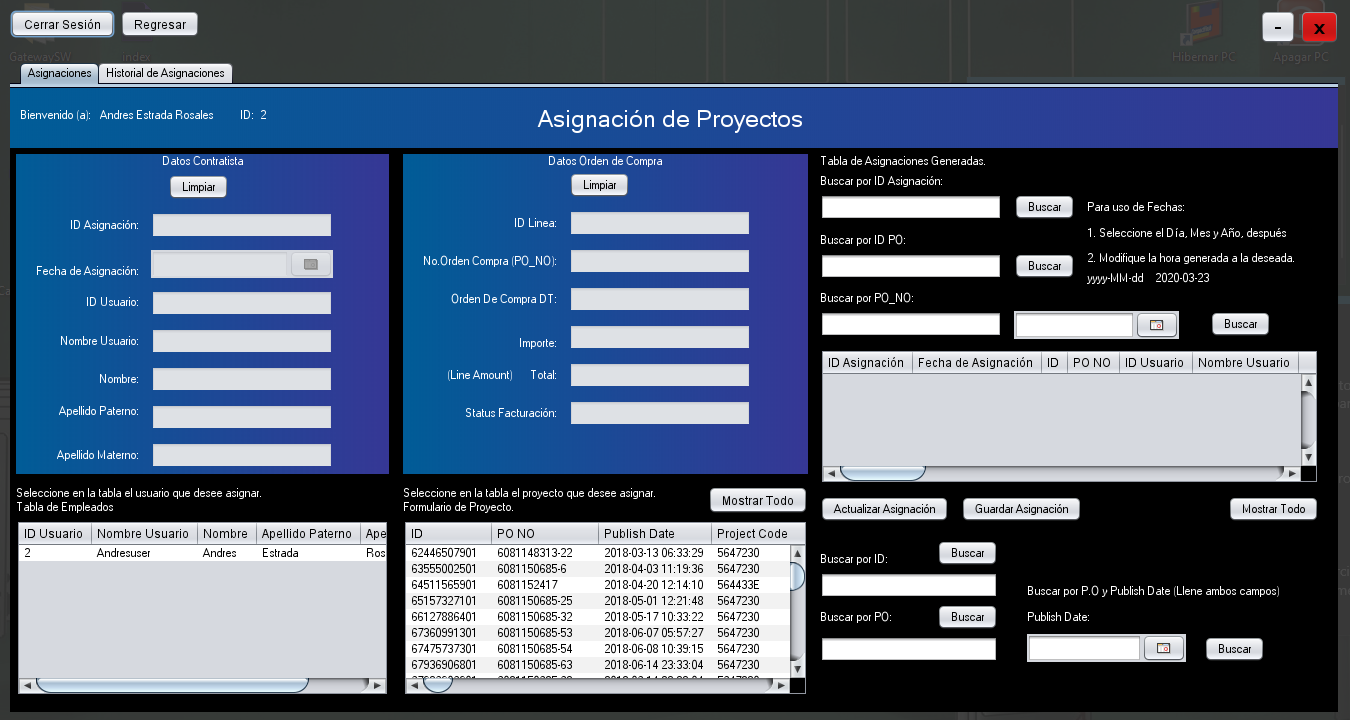 Cerrar Sesión
Regresar
-
x
GatewaySW
index
Hibernar PC
Apagar PC
Asignaciones
Historial de Asignaciones
Bienvenido (a): Andres Estrada Rosales ID: 2
Asignación de Proyectos
Datos Contratista
Limpiar
ID Asignación:
Fecha de Asignación:
ID Usuario:
Nombre Usuario:
Nombre:
Apellido Paterno:
Apellido Materno:
Datos Orden de Compra
Limpiar
ID Linea:
No.Orden Compra (PO_NO):
Orden De Compra DT:
Importe:
(Line Amount) Total:
Status Facturación:
Tabla de Asignaciones Generadas.
Buscar por ID Asignación:
Buscar
Para uso de Fechas:
1. Seleccione el Día, Mes y Año, después
Buscar por ID PO:
Buscar
2. Modifique la hora generada a la deseada.
yyyy-MM-dd 2020-03-23
Buscar por PO_NO:
Buscar
ID Asignación Fecha de Asignación ID PO NO ID Usuario Nombre Usuario
Seleccione en la tabla el usuario que desee asignar.
Tabla de Empleados
ID Usuario Nombre Usuario Nombre Apellido Paterno Ape
2 Andresuser Andres Estrada Ros
Seleccione en la tabla el proyecto que desee asignar.
Formulario de Proyecto.
Mostrar Todo
ID PO NO Publish Date Project Code
62446507901 6081148313-22 2018-03-13 06:33:29 5647230
63555002501 6081150685-6 2018-04-03 11:19:36 5647230
64511565901 6081152417 2018-04-20 12:14:10 564433E
65157327101 6081150685-25 2018-05-01 12:21:48 5647230
66127886401 6081150685-32 2018-05-17 10:33:22 5647230
67360991301 6081150685-53 2018-06-07 05:57:27 5647230
67475737301 6081150685-54 2018-06-08 10:39:15 5647230
67936906801 6081150685-63 2018-06-14 23:33:04 5647230
Actualizar Asignación
Guardar Asignación
Mostrar Todo
Buscar por ID:
Buscar
Buscar por P.O y Publish Date (Llene ambos campos)
Buscar por PO:
Buscar
Publish Date:
Buscar